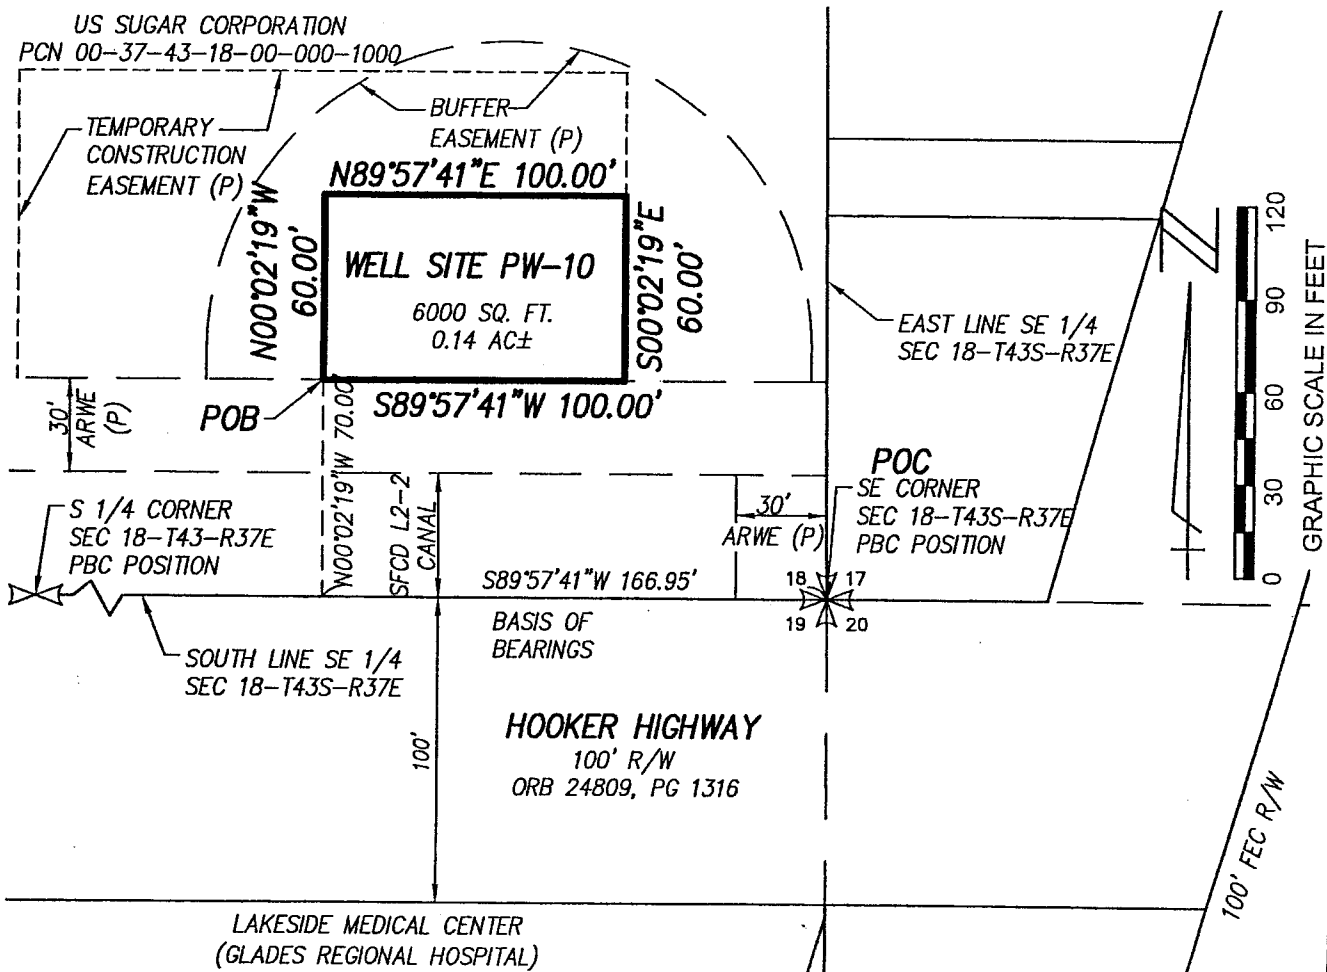 US SUGAR CORPORATION
PCN 00-37-43-18-00-000-1000
TEMPORARY
CONSTRUCTION
EASEMENT (P)
BUFFER
EASEMENT (P)
N89°57'41"E 100.00'
N00°02'19"W
60.00'
WELL SITE PW-10
6000 SQ. FT.
0.14 AC±
S00°02'19"E
60.00'
S89°57'41"W 100.00'
POB
30'
ARWE
(P)
N00°02'19"W 70.00'
SFCD L2-2
CANAL
EAST LINE SE 1/4
SEC 18-T43S-R37E
POC
SE CORNER
SEC 18-T43S-R37E
PBC POSITION
30'
ARWE (P)
S 1/4 CORNER
SEC 18-T43-R37E
PBC POSITION
S89°57'41"W 166.95'
BASIS OF
BEARINGS
18 17
19 20
SOUTH LINE SE 1/4
SEC 18-T43S-R37E
100'
HOOKER HIGHWAY
100' R/W
ORB 24809, PG 1316
LAKESIDE MEDICAL CENTER
(GLADES REGIONAL HOSPITAL)
100' FEC R/W
N
0 30 60 90 120
GRAPHIC SCALE IN FEET